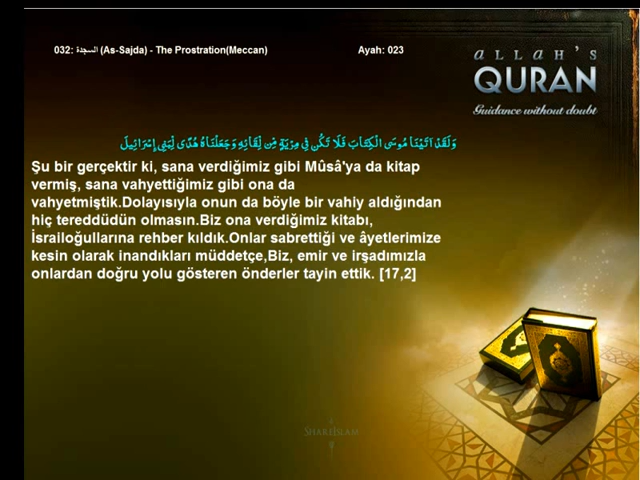 032: السجدة (As-Sajda) - The Prostration(Meccan) Ayah: 023
ALLAH'S
QURAN
Guidance without doubt
وَلَقَدْ آتَيْنَا مُوسَى الْكِتَابَ فَلَا تَكُن فِي مِرْيَةٍ مِّن لِّقَائِهِ وَجَعَلْنَاهُ هُدًى لِّبَنِي إِسْرَائِيلَ
Şu bir gerçektir ki, sana verdiğimiz gibi Mûsâ'ya da kitap
vermiş, sana vahyettiğimiz gibi ona da
vahyetmiştik.Dolayısıyla onun da böyle bir vahiy aldığından
hiç tereddüdün olmasın.Biz ona verdiğimiz kitabı,
İsrailoğullarına rehber kıldık.Onlar sabrettiği ve âyetlerimize
kesin olarak inandıkları müddetçe,Biz, emir ve irşadımızla
onlardan doğru yolu gösteren önderler tayin ettik. [17,2]
SHAREISLAM